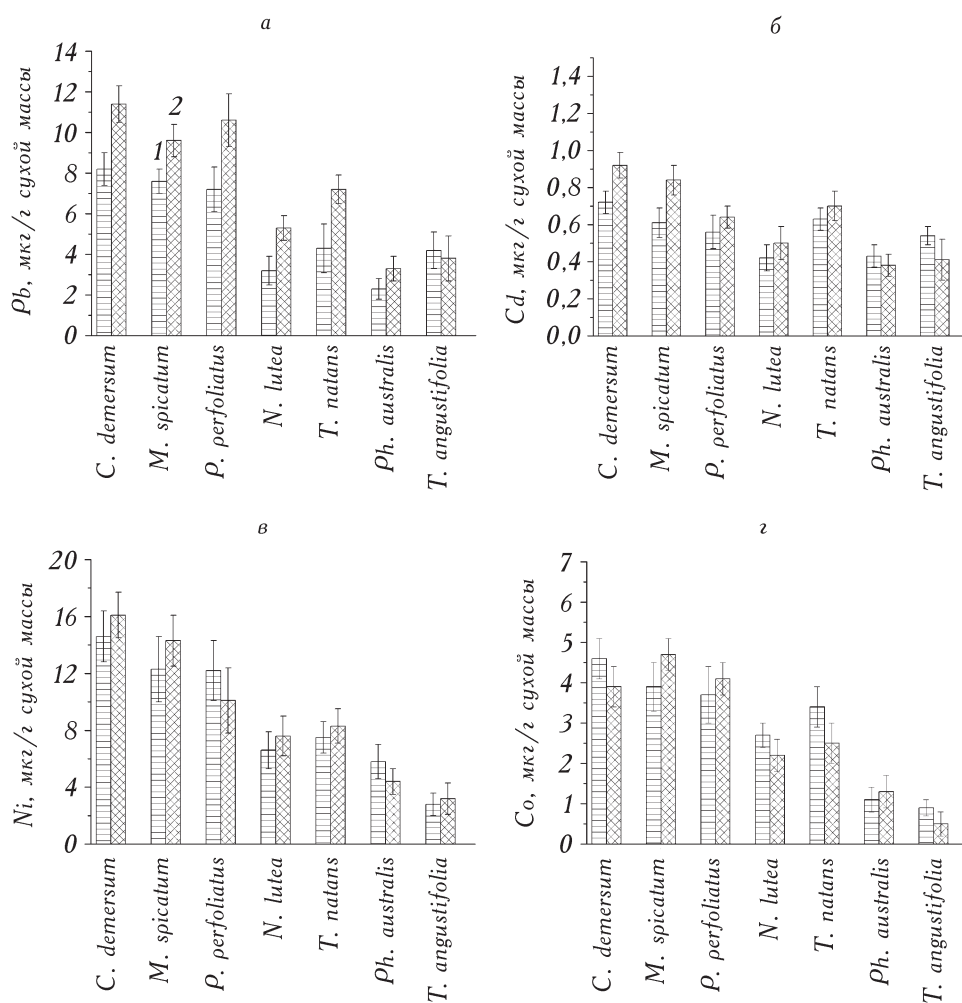 а
Pb, мкг/г сухой массы
14
12
10
8
6
4
2
0
1
2
C. demersum
M. spicatum
P. perfoliatus
N. lutea
T. natans
Ph. australis
T. angustifolia
б
Cd, мкг/г сухой массы
1,4
1,2
1,0
0,8
0,6
0,4
0,2
0,0
C. demersum
M. spicatum
P. perfoliatus
N. lutea
T. natans
Ph. australis
T. angustifolia
в
Ni, мкг/г сухой массы
20
16
12
8
4
0
C. demersum
M. spicatum
P. perfoliatus
N. lutea
T. natans
Ph. australis
T. angustifolia
г
Co, мкг/г сухой массы
7
6
5
4
3
2
1
0
C. demersum
M. spicatum
P. perfoliatus
N. lutea
T. natans
Ph. australis
T. angustifolia